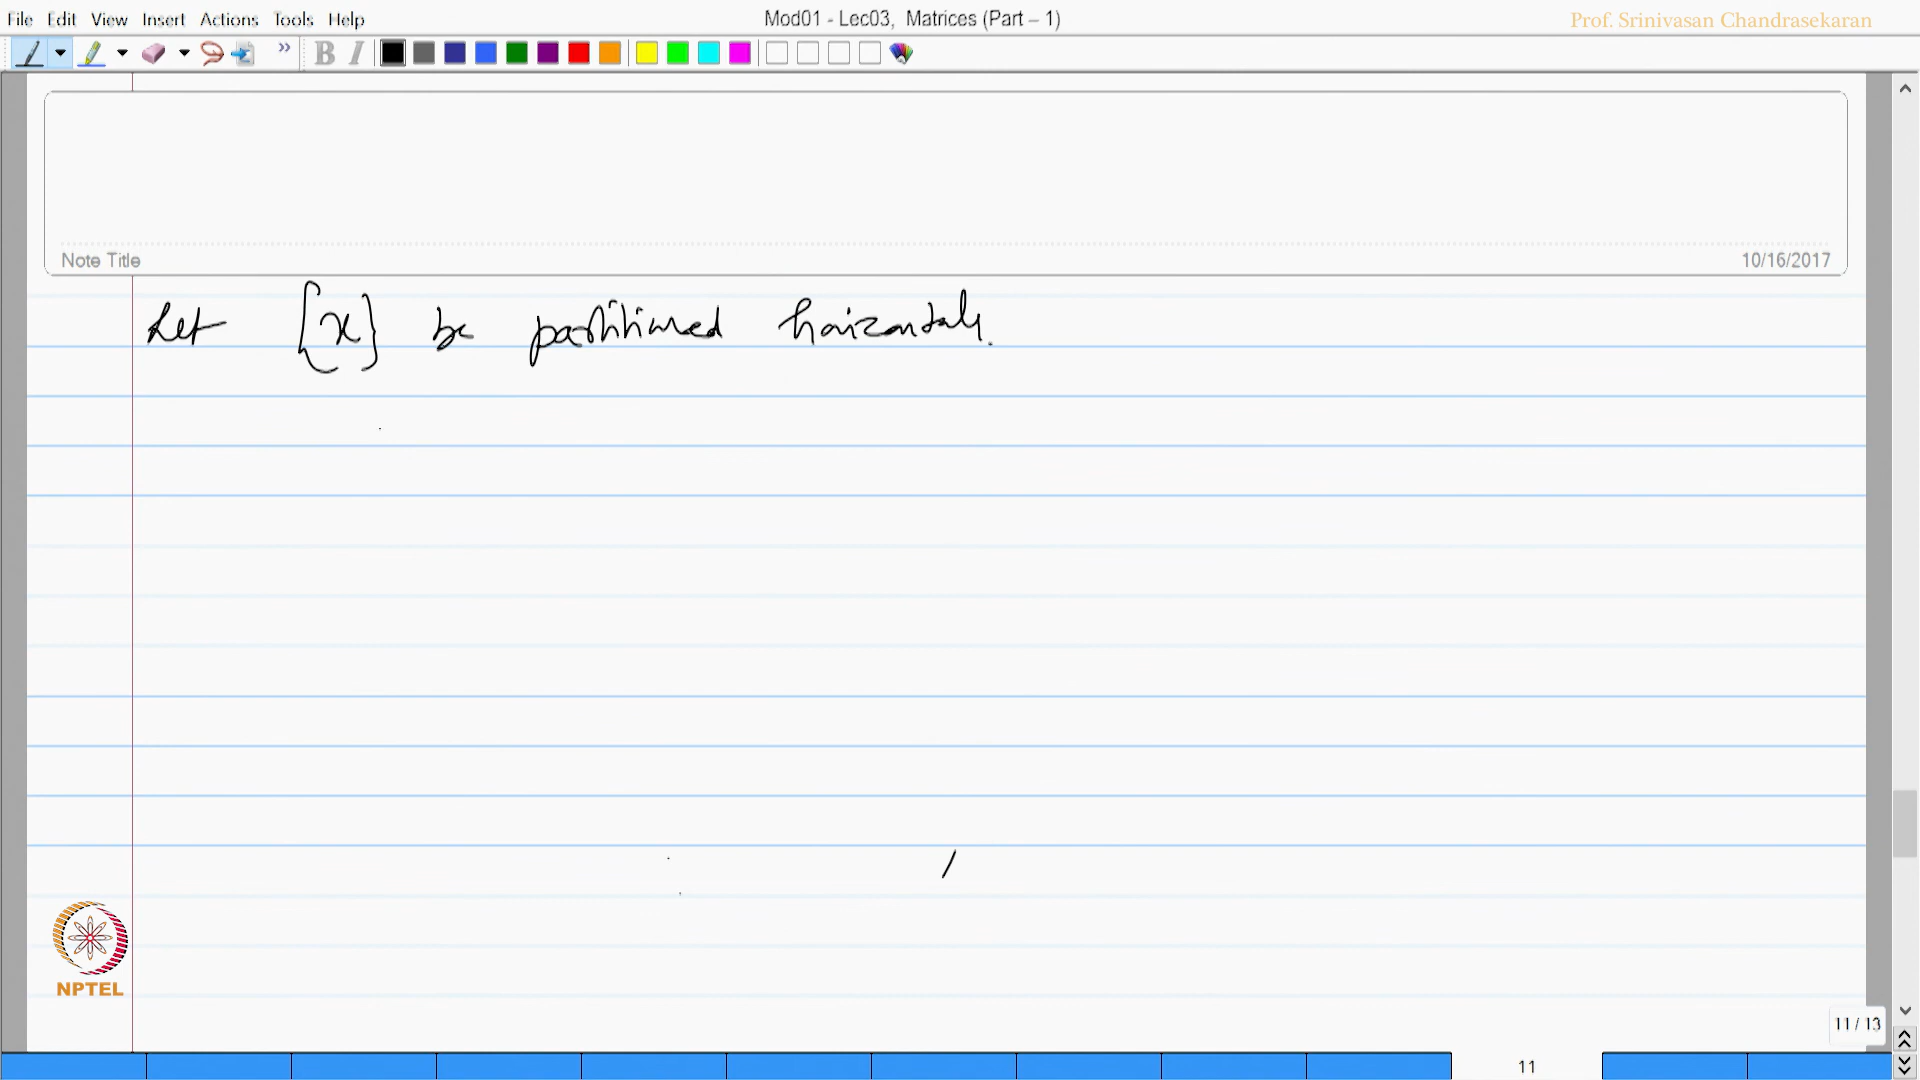 File Edit View Insert Actions Tools Help
Mod01 - Lec03, Matrices (Part – 1)
Prof. Srinivasan Chandrasekaran
» B I
Note Title
10/16/2017
Let {x} be partitioned horizontally.
NPTEL
11 / 13
11